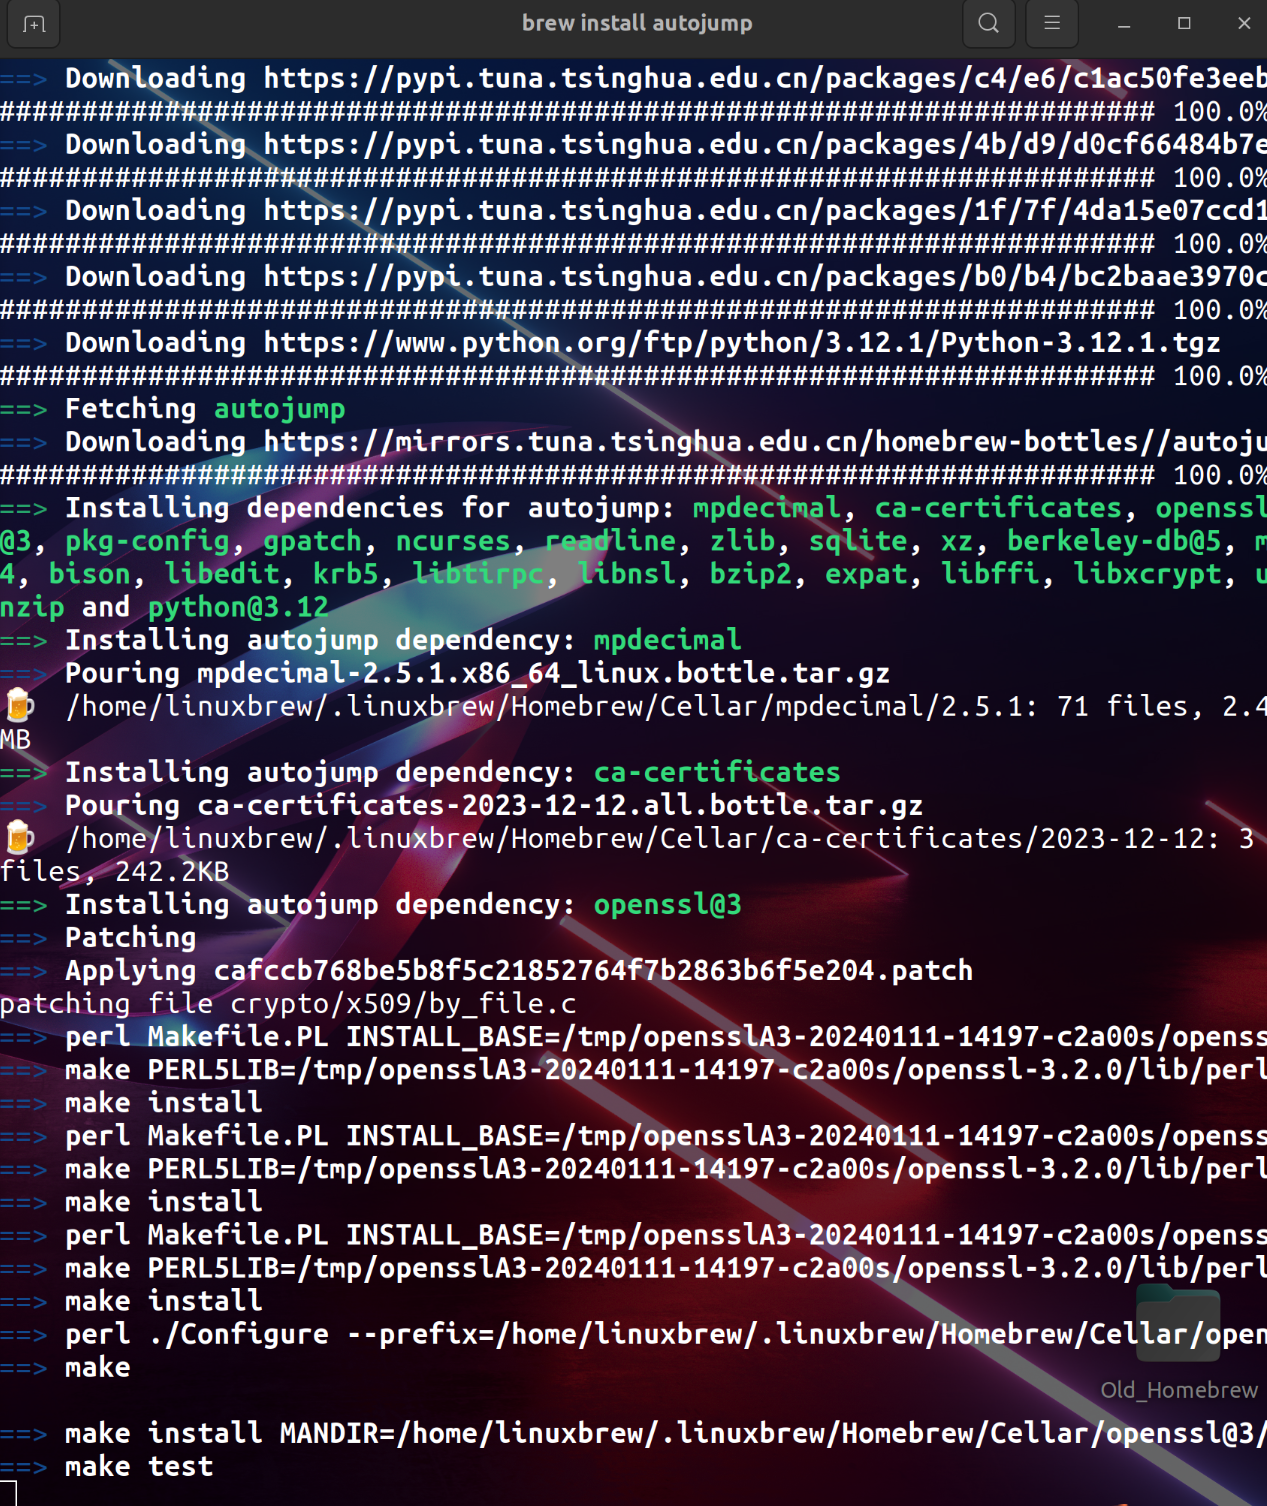 brew install autojump
==> Downloading https://pypi.tuna.tsinghua.edu.cn/packages/c4/e6/c1ac50fe3eeb
###################################################################### 100.0%
==> Downloading https://pypi.tuna.tsinghua.edu.cn/packages/4b/d9/d0cf66484b7e
###################################################################### 100.0%
==> Downloading https://pypi.tuna.tsinghua.edu.cn/packages/1f/7f/4da15e07ccd1
###################################################################### 100.0%
==> Downloading https://pypi.tuna.tsinghua.edu.cn/packages/b0/b4/bc2baae3970c
###################################################################### 100.0%
==> Downloading https://www.python.org/ftp/python/3.12.1/Python-3.12.1.tgz
###################################################################### 100.0%
==> Fetching autojump
==> Downloading https://mirrors.tuna.tsinghua.edu.cn/homebrew-bottles//autoju
###################################################################### 100.0%
==> Installing dependencies for autojump: mpdecimal, ca-certificates, openssl
@3, pkg-config, gpatch, ncurses, readline, zlib, sqlite, xz, berkeley-db@5, m
4, bison, libedit, krb5, libtirpc, libnsl, bzip2, expat, libffi, libxcrypt, u
nzip and python@3.12
==> Installing autojump dependency: mpdecimal
==> Pouring mpdecimal-2.5.1.x86_64_linux.bottle.tar.gz
🍺  /home/linuxbrew/.linuxbrew/Homebrew/Cellar/mpdecimal/2.5.1: 71 files, 2.4
MB
==> Installing autojump dependency: ca-certificates
==> Pouring ca-certificates-2023-12-12.all.bottle.tar.gz
🍺  /home/linuxbrew/.linuxbrew/Homebrew/Cellar/ca-certificates/2023-12-12: 3
files, 242.2KB
==> Installing autojump dependency: openssl@3
==> Patching
==> Applying cafccb768be5b8f5c21852764f7b2863b6f5e204.patch
patching file crypto/x509/by_file.c
==> perl Makefile.PL INSTALL_BASE=/tmp/opensslA3-20240111-14197-c2a00s/openss
==> make PERL5LIB=/tmp/opensslA3-20240111-14197-c2a00s/openssl-3.2.0/lib/perl
==> make install
==> perl Makefile.PL INSTALL_BASE=/tmp/opensslA3-20240111-14197-c2a00s/openss
==> make PERL5LIB=/tmp/opensslA3-20240111-14197-c2a00s/openssl-3.2.0/lib/perl
==> make install
==> perl Makefile.PL INSTALL_BASE=/tmp/opensslA3-20240111-14197-c2a00s/openss
==> make PERL5LIB=/tmp/opensslA3-20240111-14197-c2a00s/openssl-3.2.0/lib/perl
==> make install
==> perl ./Configure --prefix=/home/linuxbrew/.linuxbrew/Homebrew/Cellar/open
==> make
Old_Homebrew
==> make install MANDIR=/home/linuxbrew/.linuxbrew/Homebrew/Cellar/openssl@3/
==> make test